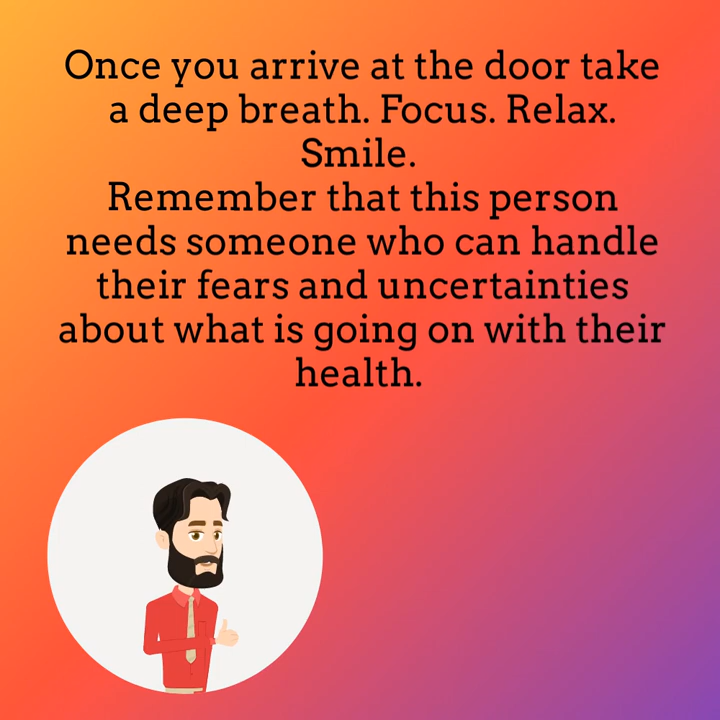 Once you arrive at the door take
a deep breath. Focus. Relax.
Smile.
Remember that this person
needs someone who can handle
their fears and uncertainties
about what is going on with their
health.